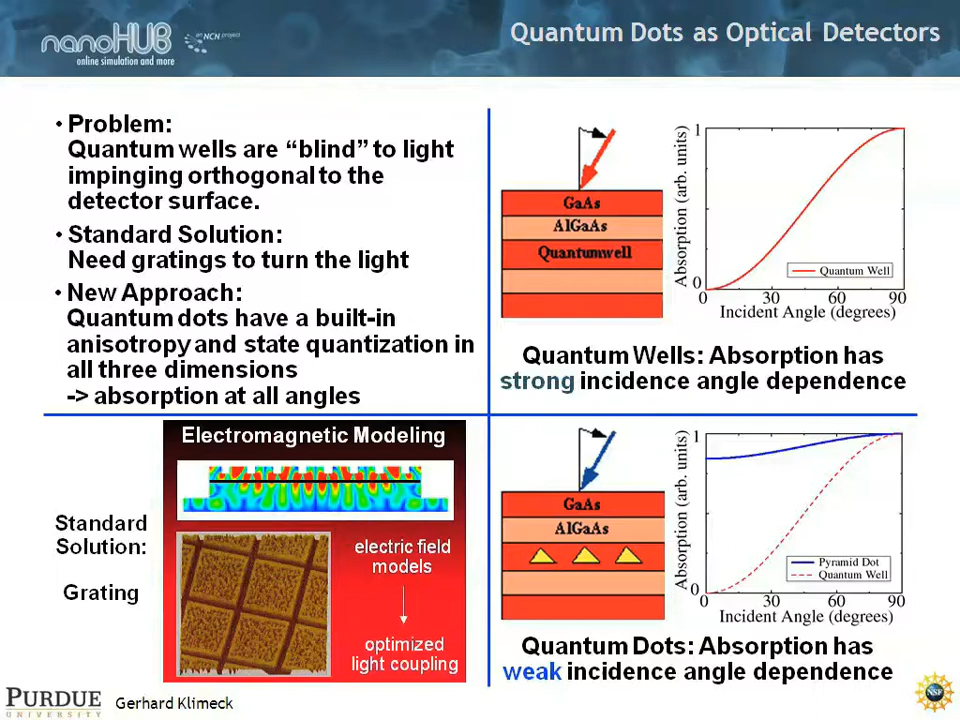 nanoHUB
an NCN project
online simulation and more
Quantum Dots as Optical Detectors
• Problem:
Quantum wells are “blind” to light
impinging orthogonal to the
detector surface.
• Standard Solution:
Need gratings to turn the light
• New Approach:
Quantum dots have a built-in
anisotropy and state quantization in
all three dimensions
-> absorption at all angles
GaAs
AlGaAs
Quantumwell
Absorption (arb. units)
1
0
Quantum Well
0 30 60 90
Incident Angle (degrees)
Quantum Wells: Absorption has
strong incidence angle dependence
Standard
Solution:
Grating
Electromagnetic Modeling
electric field
models
optimized
light coupling
GaAs
AlGaAs
Absorption (arb. units)
1
0
Pyramid Dot
Quantum Well
0 30 60 90
Incident Angle (degrees)
Quantum Dots: Absorption has
weak incidence angle dependence
PURDUE
UNIVERSITY
Gerhard Klimeck
NSF